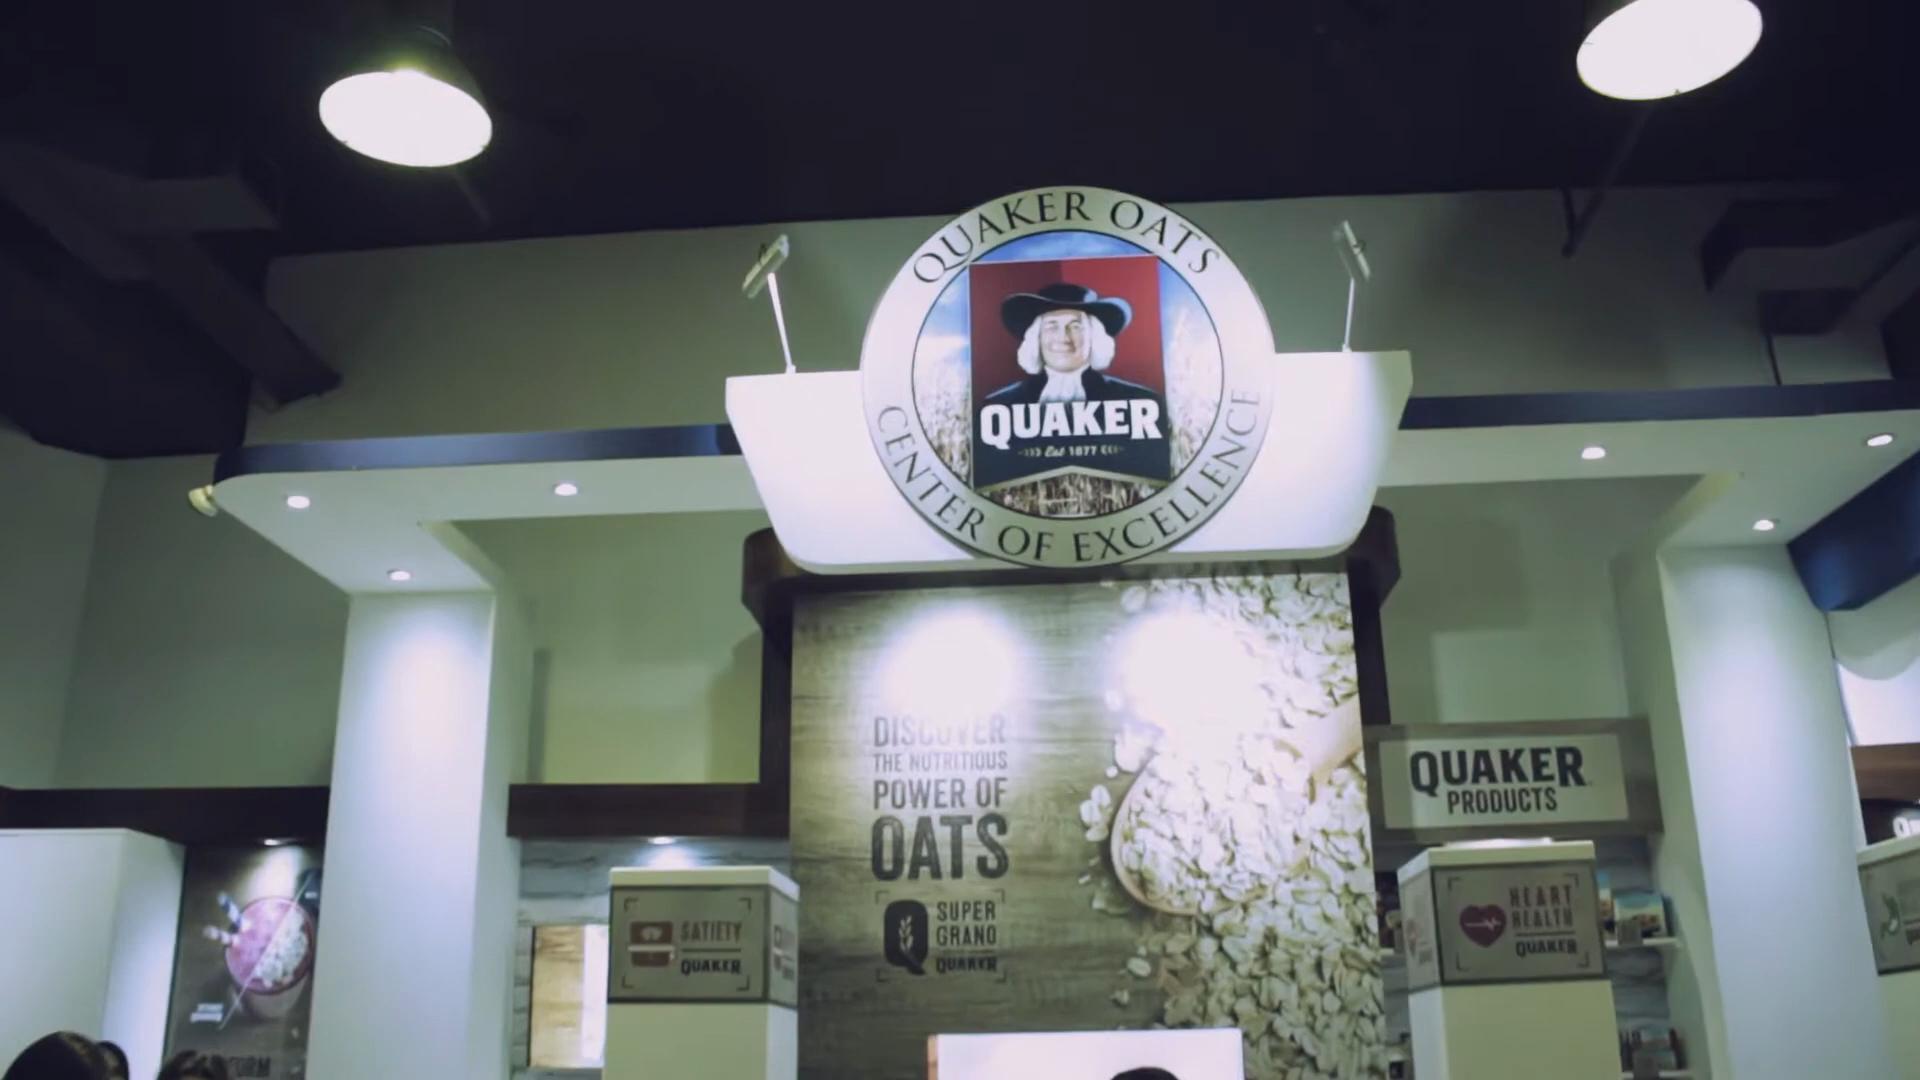 QUAKER OATS
QUAKER
Est 1877
CENTER OF EXCELLENCE
DISCOVER
THE NUTRITIOUS
POWER OF
OATS
Q
SUPER
GRANO
QUAKER
SATIETY
QUAKER
QUAKER
PRODUCTS
HEART
HEALTH
QUAKER